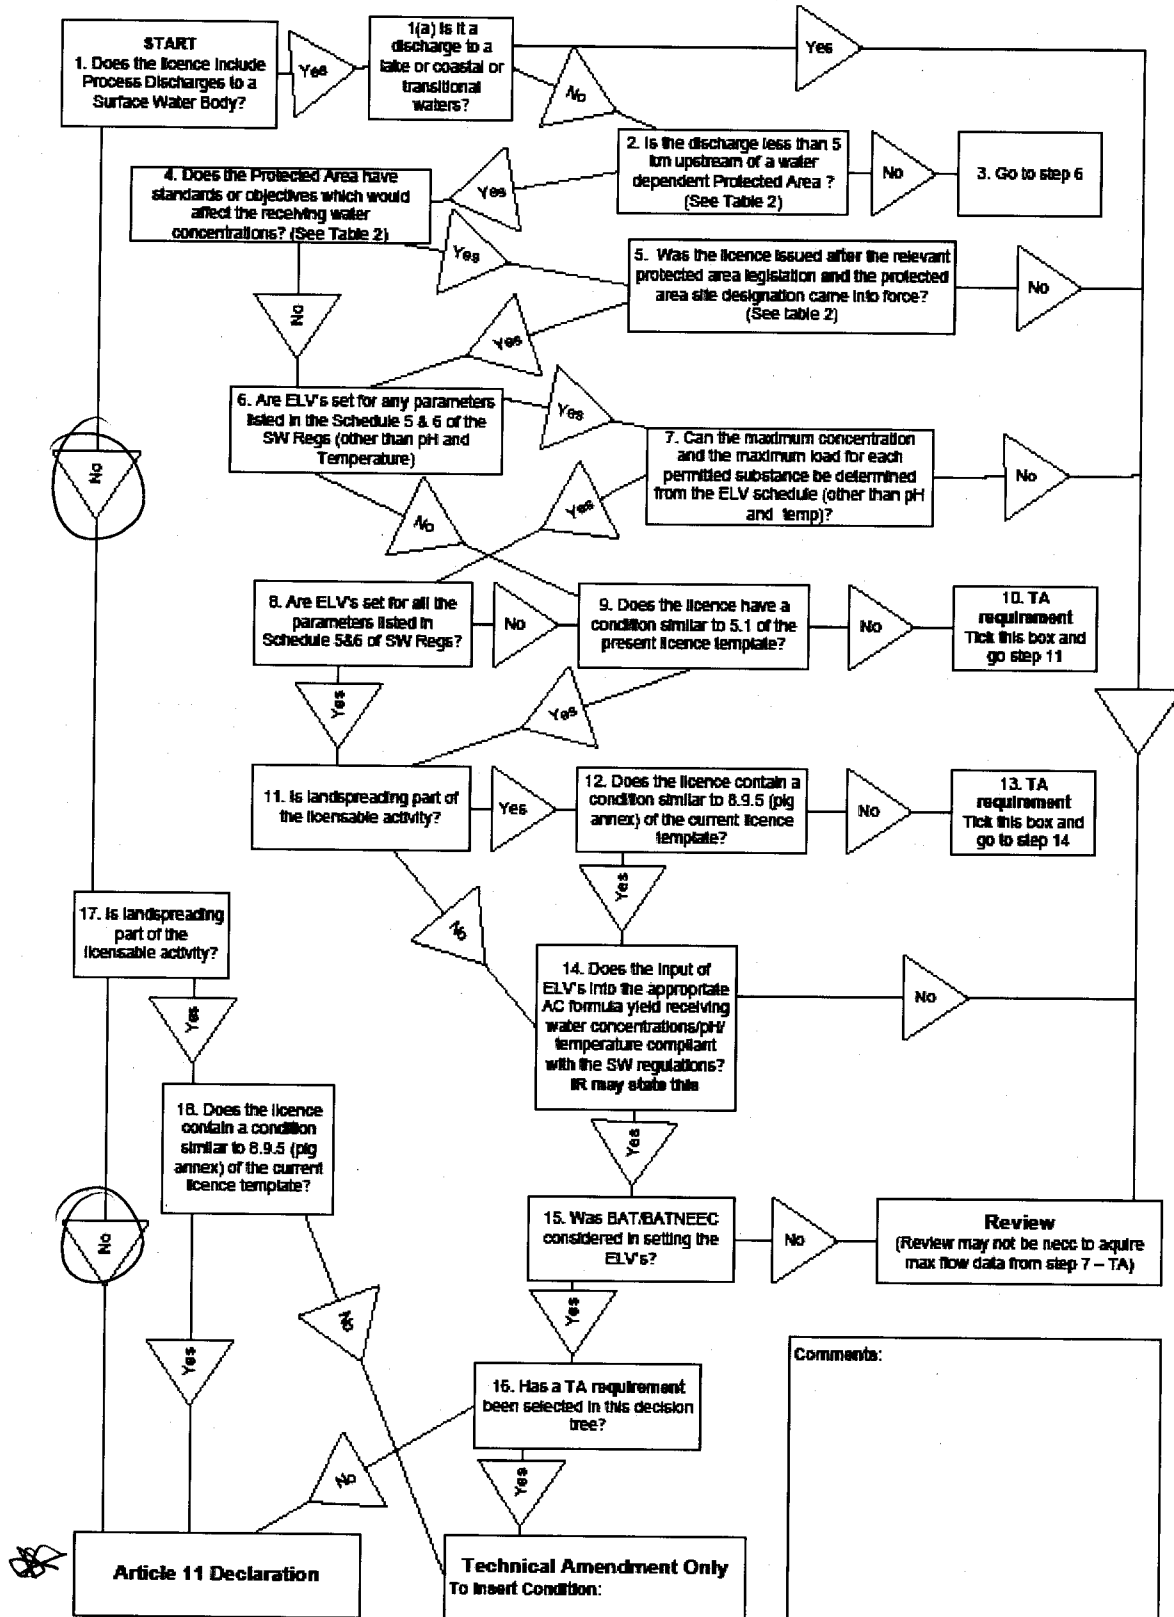 START
1. Does the licence include
Process Discharges to a
Surface Water Body?
Yes
1(a) Is it a
discharge to a
lake or coastal or
transitional
waters?
Yes
No
2. Is the discharge less than 5
km upstream of a water
dependent Protected Area ?
(See Table 2)
No
3. Go to step 6
Yes
4. Does the Protected Area have
standards or objectives which would
affect the receiving water
concentrations? (See Table 2)
Yes
No
5. Was the licence issued after the relevant
protected area legislation and the protected
area site designation came into force?
(See table 2)
No
Yes
6. Are ELV's set for any parameters
listed in the Schedule 5 & 6 of the
SW Regs (other than pH and
Temperature)
Yes
No
7. Can the maximum concentration
and the maximum load for each
permitted substance be determined
from the ELV schedule (other than pH
and temp)?
No
Yes
No
8. Are ELV's set for all the
parameters listed in
Schedule 5&6 of SW Regs?
No
9. Does the licence have a
condition similar to 5.1 of the
present licence template?
No
10. TA
requirement
Tick this box and
go step 11
Yes
Yes
11. Is landspreading part of
the licensable activity?
Yes
12. Does the licence contain a
condition similar to 8.9.5 (pig
annex) of the current licence
template?
No
13. TA
requirement
Tick this box and
go to step 14
Yes
No
17. Is landspreading
part of the
licensable activity?
Yes
14. Does the input of
ELV's into the appropriate
AC formula yield receiving
water concentrations/pH/
temperature compliant
with the SW regulations?
IR may state this
No
Yes
18. Does the licence
contain a condition
similar to 8.9.5 (pig
annex) of the current
licence template?
No
15. Was BAT/BATNEEC
considered in setting the
ELV's?
No
Review
(Review may not be necc to aquire
max flow data from step 7 – TA)
Yes
No
Yes
16. Has a TA requirement
been selected in this decision
tree?
No
Yes
Comments:
Article 11 Declaration
Technical Amendment Only
To Insert Condition: